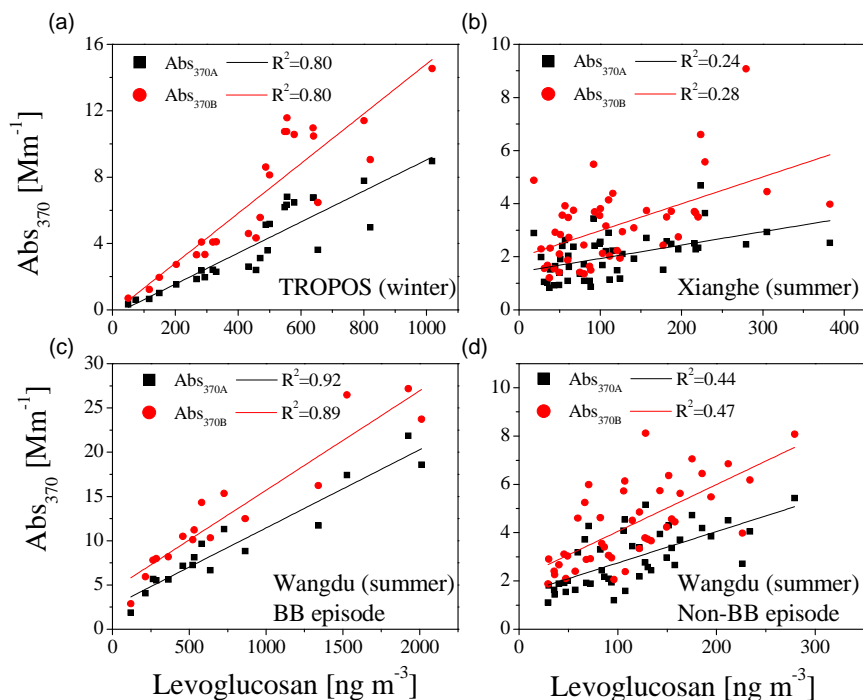 (a)
Abs370A R2=0.80
Abs370B R2=0.80
TROPOS (winter)
16
12
8
4
0
0 200 400 600 800 1000
(b)
Abs370A R2=0.24
Abs370B R2=0.28
Xianghe (summer)
10
8
6
4
2
0
0 100 200 300 400
Abs370 [Mm-1]
(c)
Abs370A R2=0.92
Abs370B R2=0.89
Wangdu (summer)
BB episode
30
25
20
15
10
5
0
0 500 1000 1500 2000
Levoglucosan [ng m-3]
(d)
Abs370A R2=0.44
Abs370B R2=0.47
Wangdu (summer)
Non-BB episode
10
8
6
4
2
0
0 100 200 300
Levoglucosan [ng m-3]
Abs370 [Mm-1]